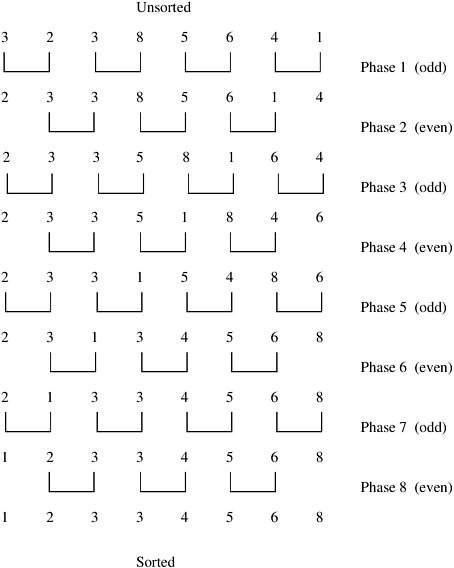 Unsorted
3 2 3 8 5 6 4 1
Phase 1 (odd)
2 3 3 8 5 6 1 4
Phase 2 (even)
2 3 3 5 8 1 6 4
Phase 3 (odd)
2 3 3 5 1 8 4 6
Phase 4 (even)
2 3 3 1 5 4 8 6
Phase 5 (odd)
2 3 1 3 4 5 6 8
Phase 6 (even)
2 1 3 3 4 5 6 8
Phase 7 (odd)
1 2 3 3 4 5 6 8
Phase 8 (even)
1 2 3 3 4 5 6 8
Sorted